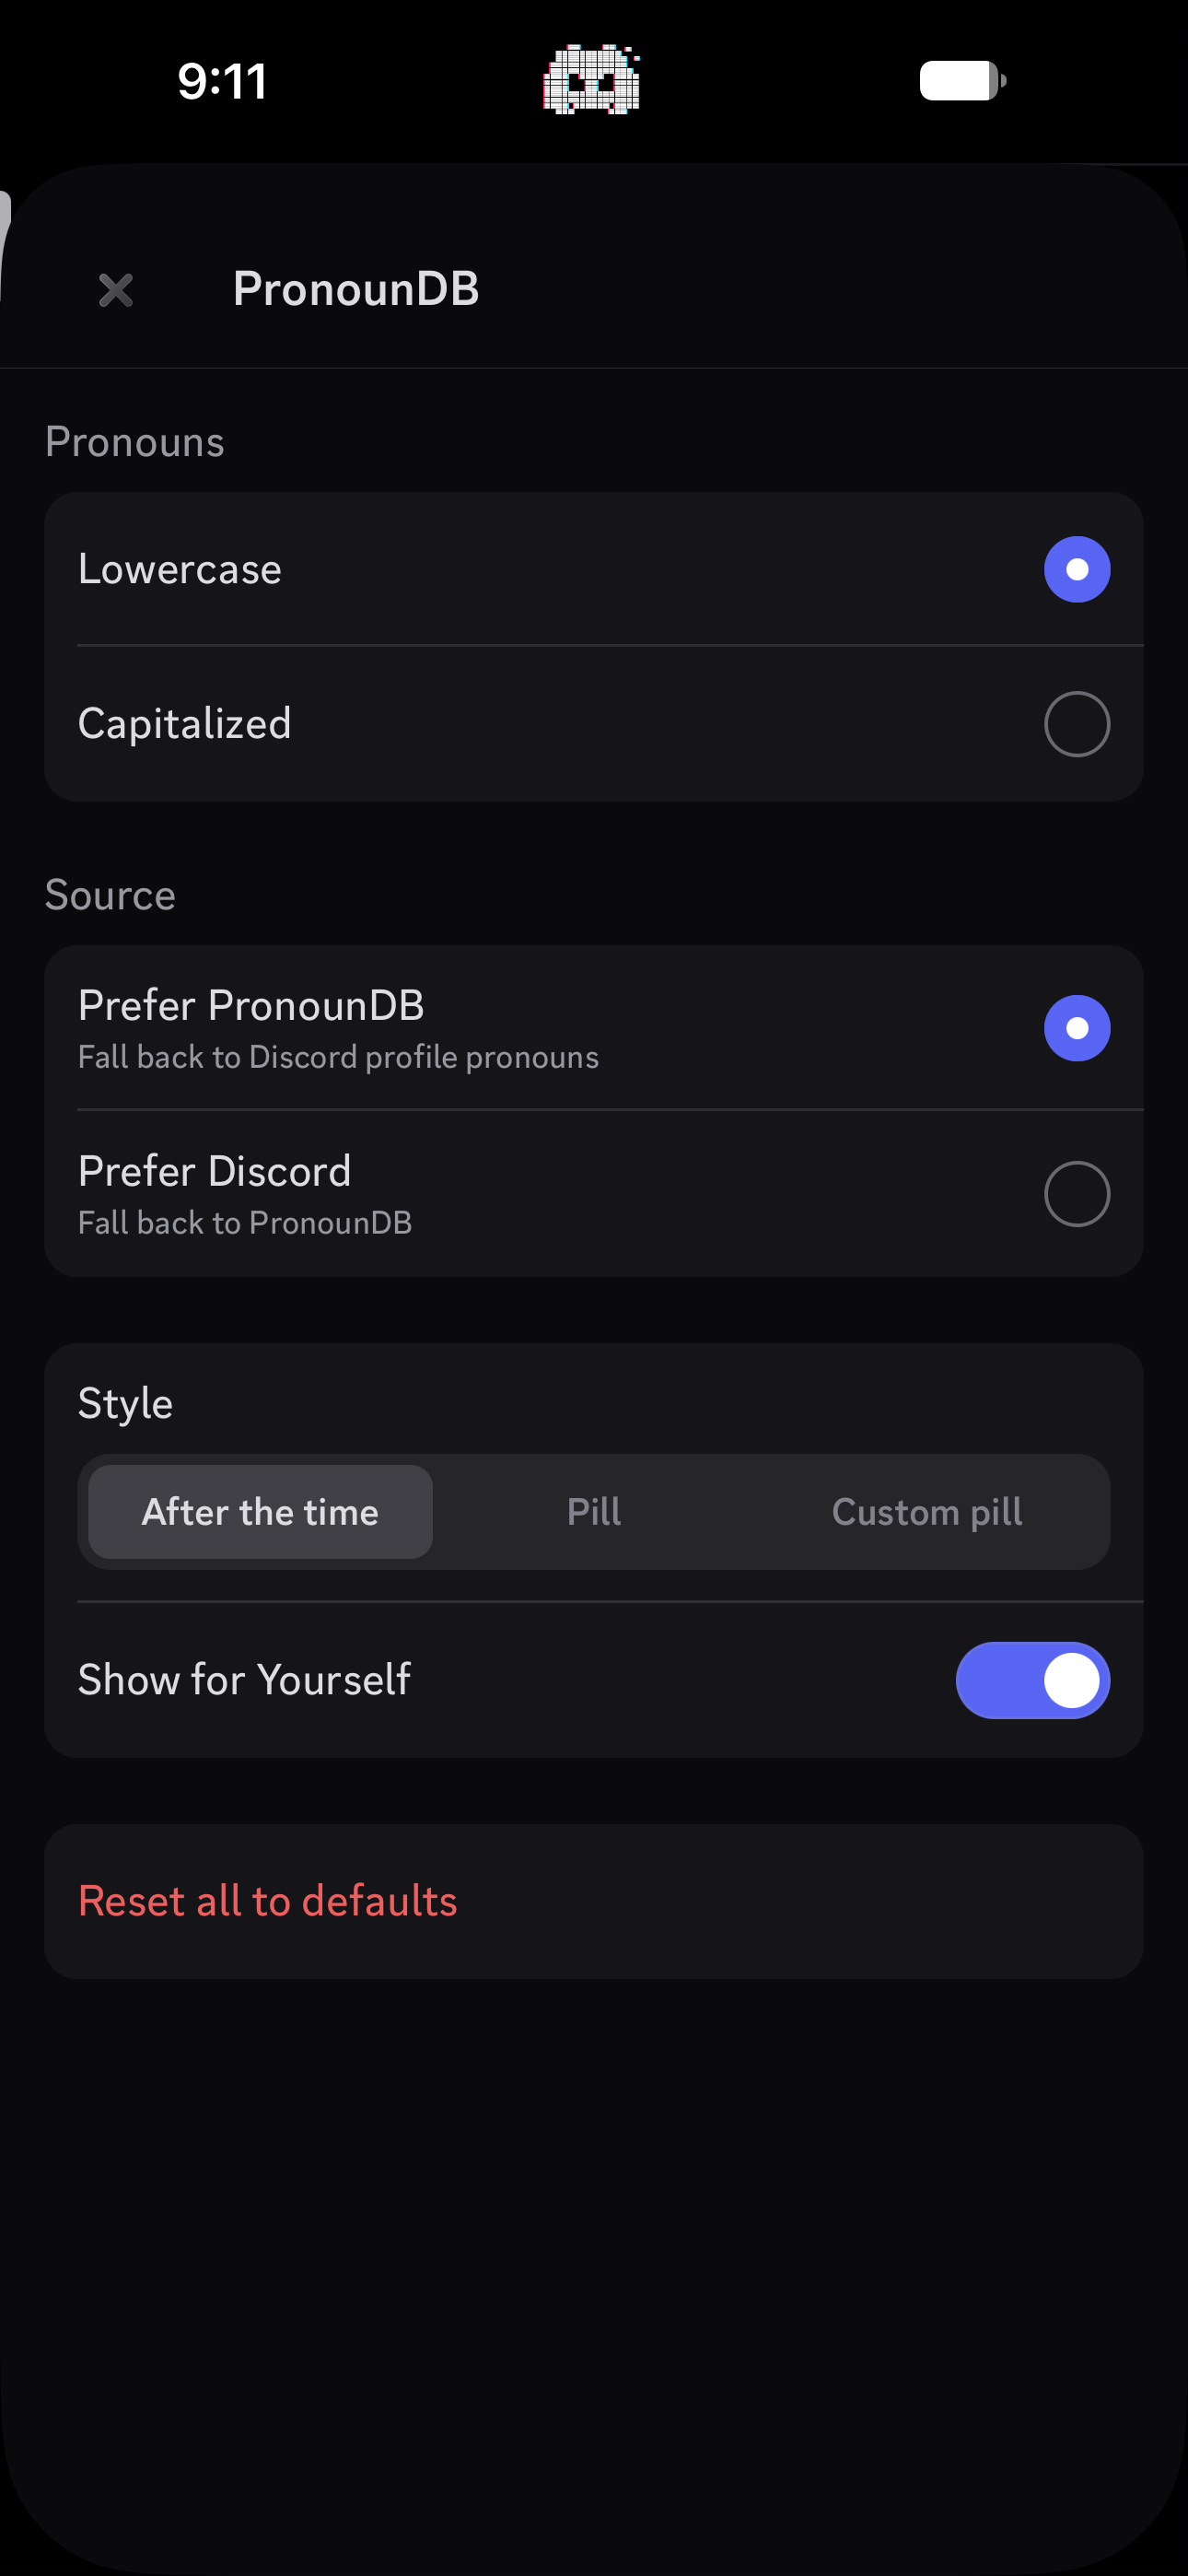 9:11
PronounDB
Pronouns
Lowercase
Capitalized
Source
Prefer PronounDB
Fall back to Discord profile pronouns
Prefer Discord
Fall back to PronounDB
Style
After the time
Pill
Custom pill
Show for Yourself
Reset all to defaults